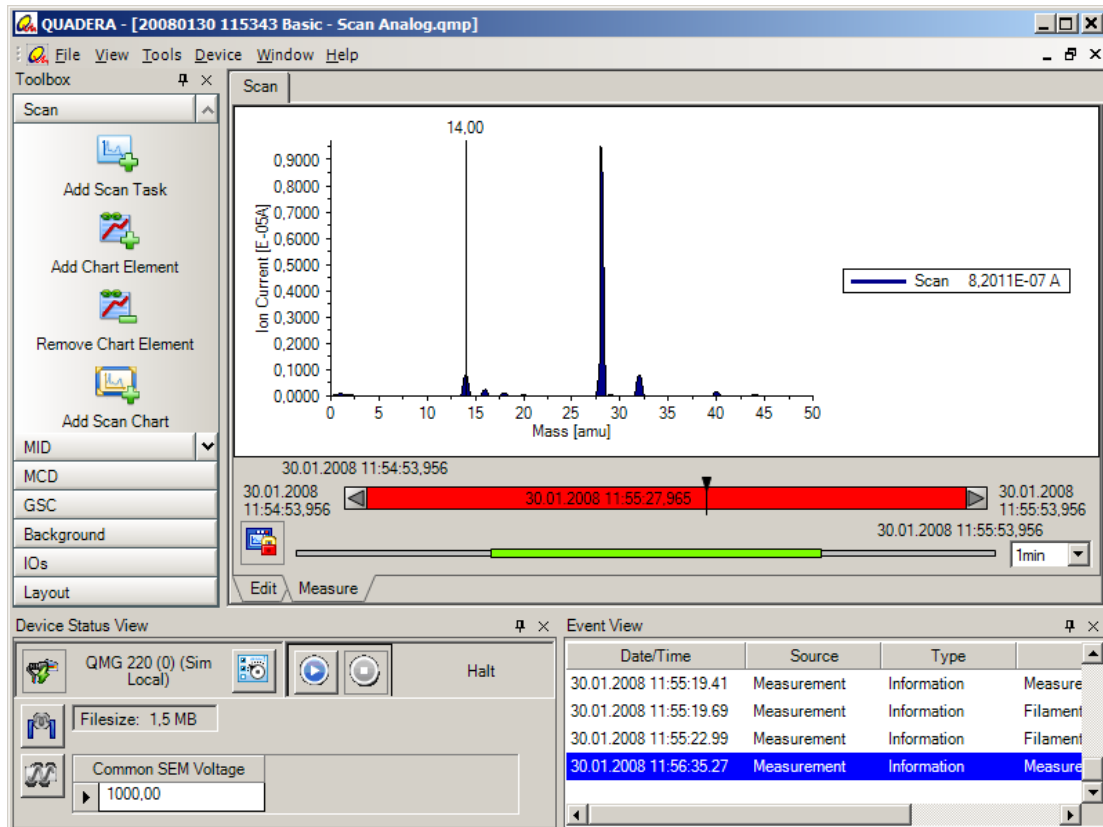 QUADERA - [20080130 115343 Basic - Scan Analog.qmp]
File View Tools Device Window Help
Toolbox
Scan
Add Scan Task
Add Chart Element
Remove Chart Element
Add Scan Chart
MID
MCD
GSC
Background
IOs
Layout
Scan
14,00
0,9000
0,8000
0,7000
0,6000
0,5000
0,4000
0,3000
0,2000
0,1000
0,0000
Ion Current [E-05A]
0 5 10 15 20 25 30 35 40 45 50
Mass [amu]
Scan 8,2011E-07 A
30.01.2008 11:54:53,956
30.01.2008
11:54:53,956
30.01.2008 11:55:27,965
30.01.2008
11:55:53,956
30.01.2008 11:55:53,956
1min
Edit Measure
Device Status View
QMG 220 (0) (Sim
Local)
Halt
Filesize: 1,5 MB
Common SEM Voltage
1000,00
Event View
Date/Time Source Type
30.01.2008 11:55:19.41 Measurement Information Measure
30.01.2008 11:55:19.69 Measurement Information Filament
30.01.2008 11:55:22.99 Measurement Information Filament
30.01.2008 11:56:35.27 Measurement Information Measure